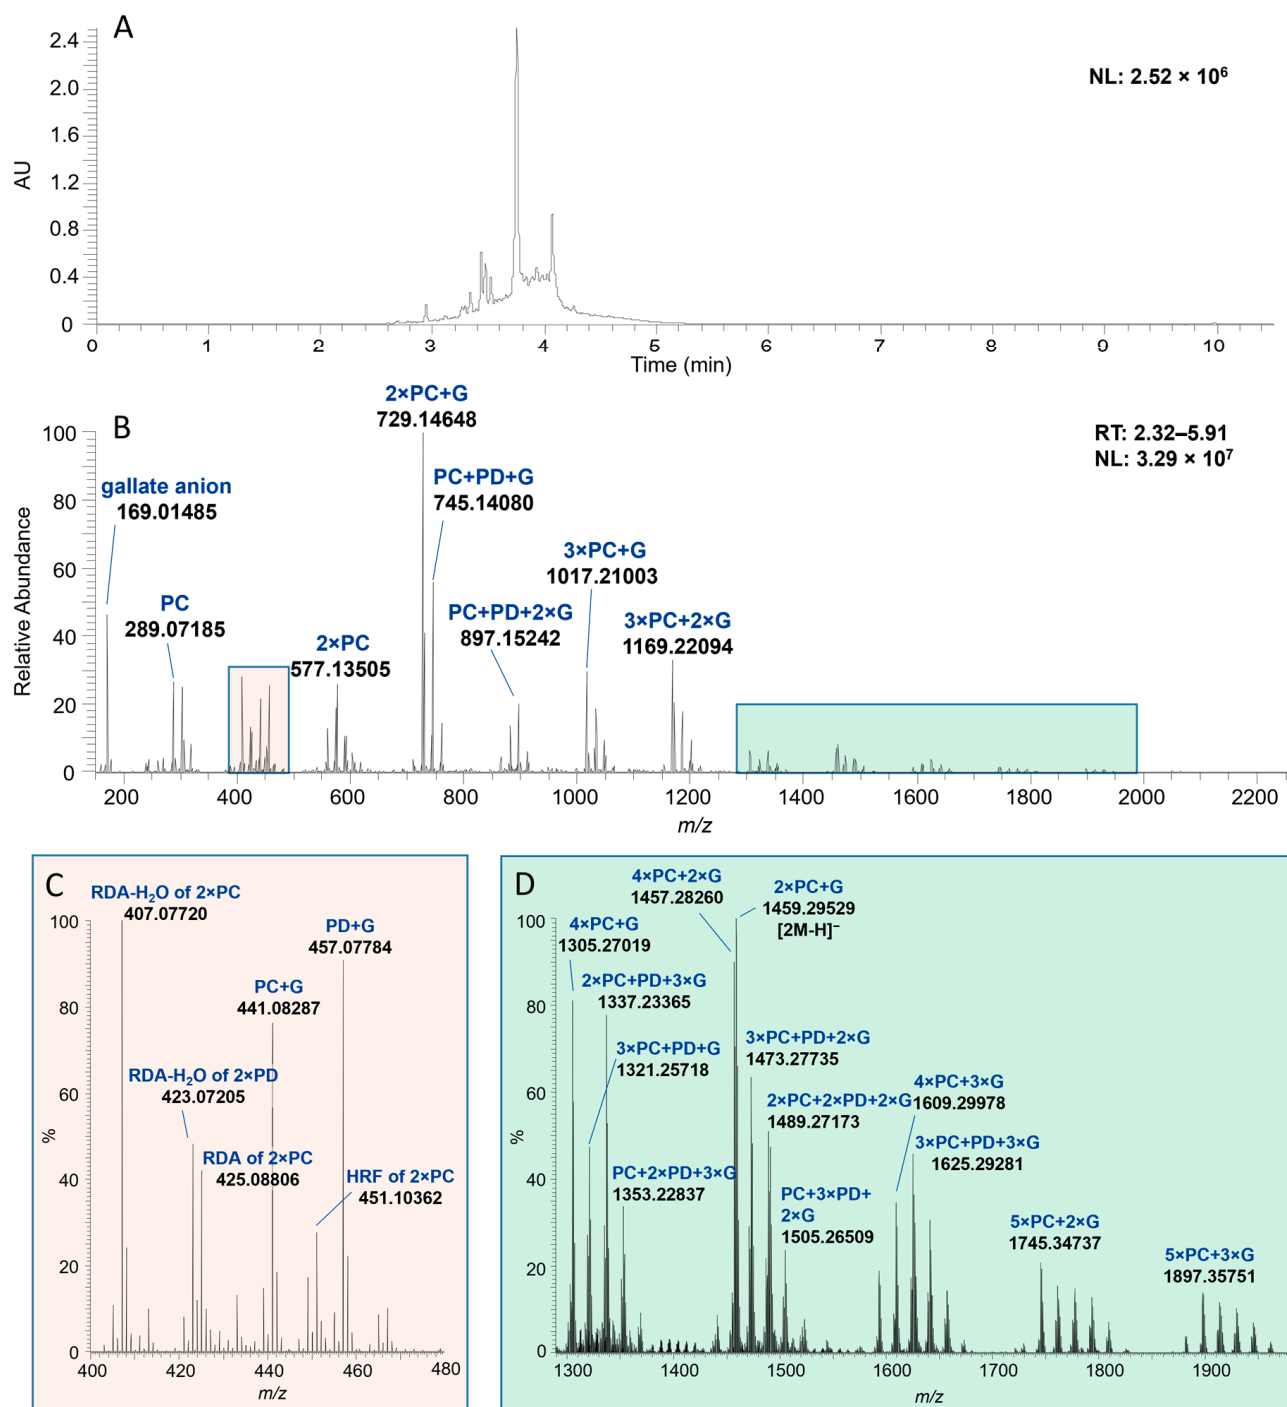 A
NL: 2.52 × 10⁶
AU
2.4
2.0
1.6
1.2
0.8
0.4
0
0 1 2 3 4 5 6 7 8 9 10
Time (min)
B
RT: 2.32–5.91
NL: 3.29 × 10⁷
Relative Abundance
100
80
60
40
20
0
2×PC+G
729.14648
PC+PD+G
745.14080
gallate anion
169.01485
3×PC+G
1017.21003
PC
289.07185
PC+PD+2×G
897.15242
3×PC+2×G
1169.22094
2×PC
577.13505
200 400 600 800 1000 1200 1400 1600 1800 2000 2200
m/z
C
RDA-H₂O of 2×PC
407.07720
PD+G
457.07784
PC+G
441.08287
RDA-H₂O of 2×PD
423.07205
RDA of 2×PC
425.08806
HRF of 2×PC
451.10362
%
100
80
60
40
20
0
400 420 440 460 480
m/z
D
4×PC+2×G
1457.28260
2×PC+G
1459.29529
[2M-H]⁻
4×PC+G
1305.27019
2×PC+PD+3×G
1337.23365
3×PC+PD+G
1321.25718
3×PC+PD+2×G
1473.27735
4×PC+3×G
1609.29978
2×PC+2×PD+2×G
1489.27173
3×PC+PD+3×G
1625.29281
PC+2×PD+3×G
1353.22837
PC+3×PD+
2×G
1505.26509
5×PC+2×G
1745.34737
5×PC+3×G
1897.35751
%
100
80
60
40
20
0
1300 1400 1500 1600 1700 1800 1900
m/z